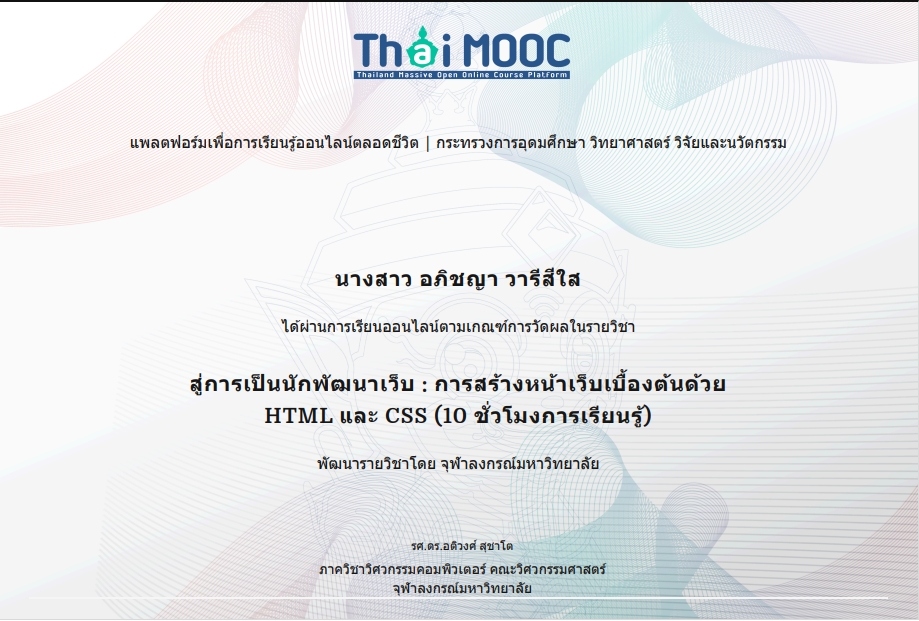 Thai MOOC
Thailand Massive Open Online Course Platform
แพลตฟอร์มเพื่อการเรียนรู้ออนไลน์ตลอดชีวิต | กระทรวงการอุดมศึกษา วิทยาศาสตร์ วิจัยและนวัตกรรม
นางสาว อภิชญา วารีสีใส
ได้ผ่านการเรียนออนไลน์ตามเกณฑ์การวัดผลในรายวิชา
สู่การเป็นนักพัฒนาเว็บ : การสร้างหน้าเว็บเบื้องต้นด้วย
HTML และ CSS (10 ชั่วโมงการเรียนรู้)
พัฒนารายวิชาโดย จุฬาลงกรณ์มหาวิทยาลัย
รศ.ดร.อติวงศ์ สุชาโต
ภาควิชาวิศวกรรมคอมพิวเตอร์ คณะวิศวกรรมศาสตร์
จุฬาลงกรณ์มหาวิทยาลัย